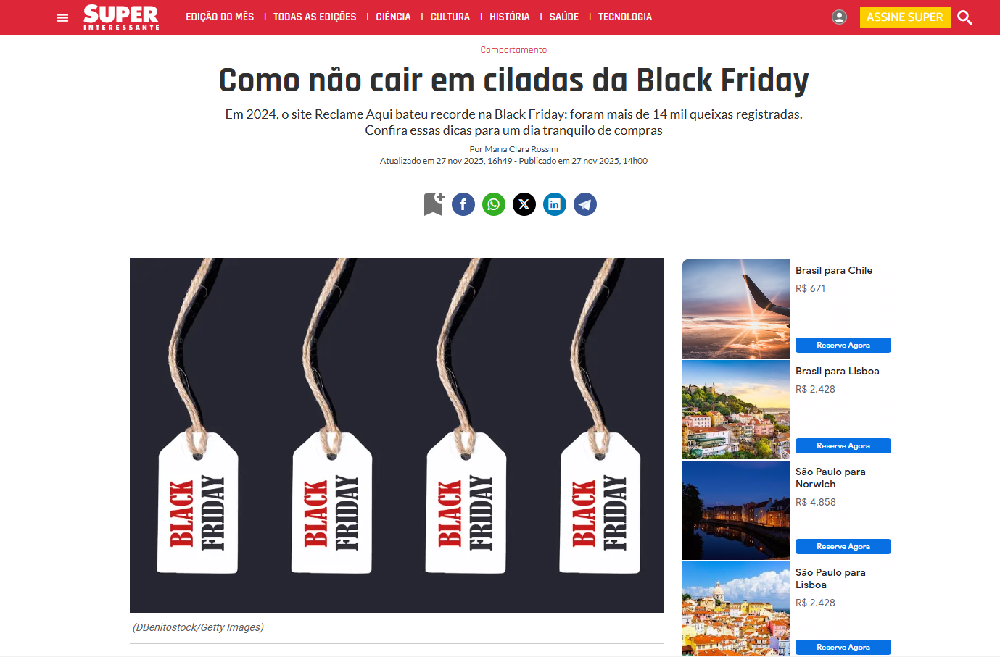 SUPER
INTERESSANTE
EDIÇÃO DO MÊS | TODAS AS EDIÇÕES | CIÊNCIA | CULTURA | HISTÓRIA | SAÚDE | TECNOLOGIA
ASSINE SUPER
Comportamento
Como não cair em ciladas da Black Friday
Em 2024, o site Reclame Aqui bateu recorde na Black Friday: foram mais de 14 mil queixas registradas.
Confira essas dicas para um dia tranquilo de compras
Por Maria Clara Rossini
Atualizado em 27 nov 2025, 16h49 - Publicado em 27 nov 2025, 14h00
BLACK
FRIDAY
BLACK
FRIDAY
BLACK
FRIDAY
BLACK
FRIDAY
(DBenitostock/Getty Images)
Brasil para Chile
R$ 671
Reserve Agora
Brasil para Lisboa
R$ 2.428
Reserve Agora
São Paulo para
Norwich
R$ 4.858
Reserve Agora
São Paulo para
Lisboa
R$ 2.428
Reserve Agora